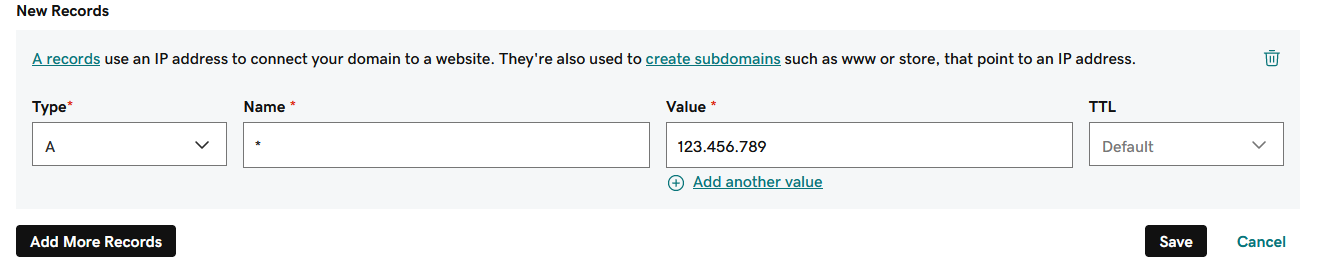 New Records
A records use an IP address to connect your domain to a website. They're also used to create subdomains such as www or store, that point to an IP address.
Type* Name * Value * TTL
A * 123.456.789 Default
Add another value
Add More Records Save Cancel